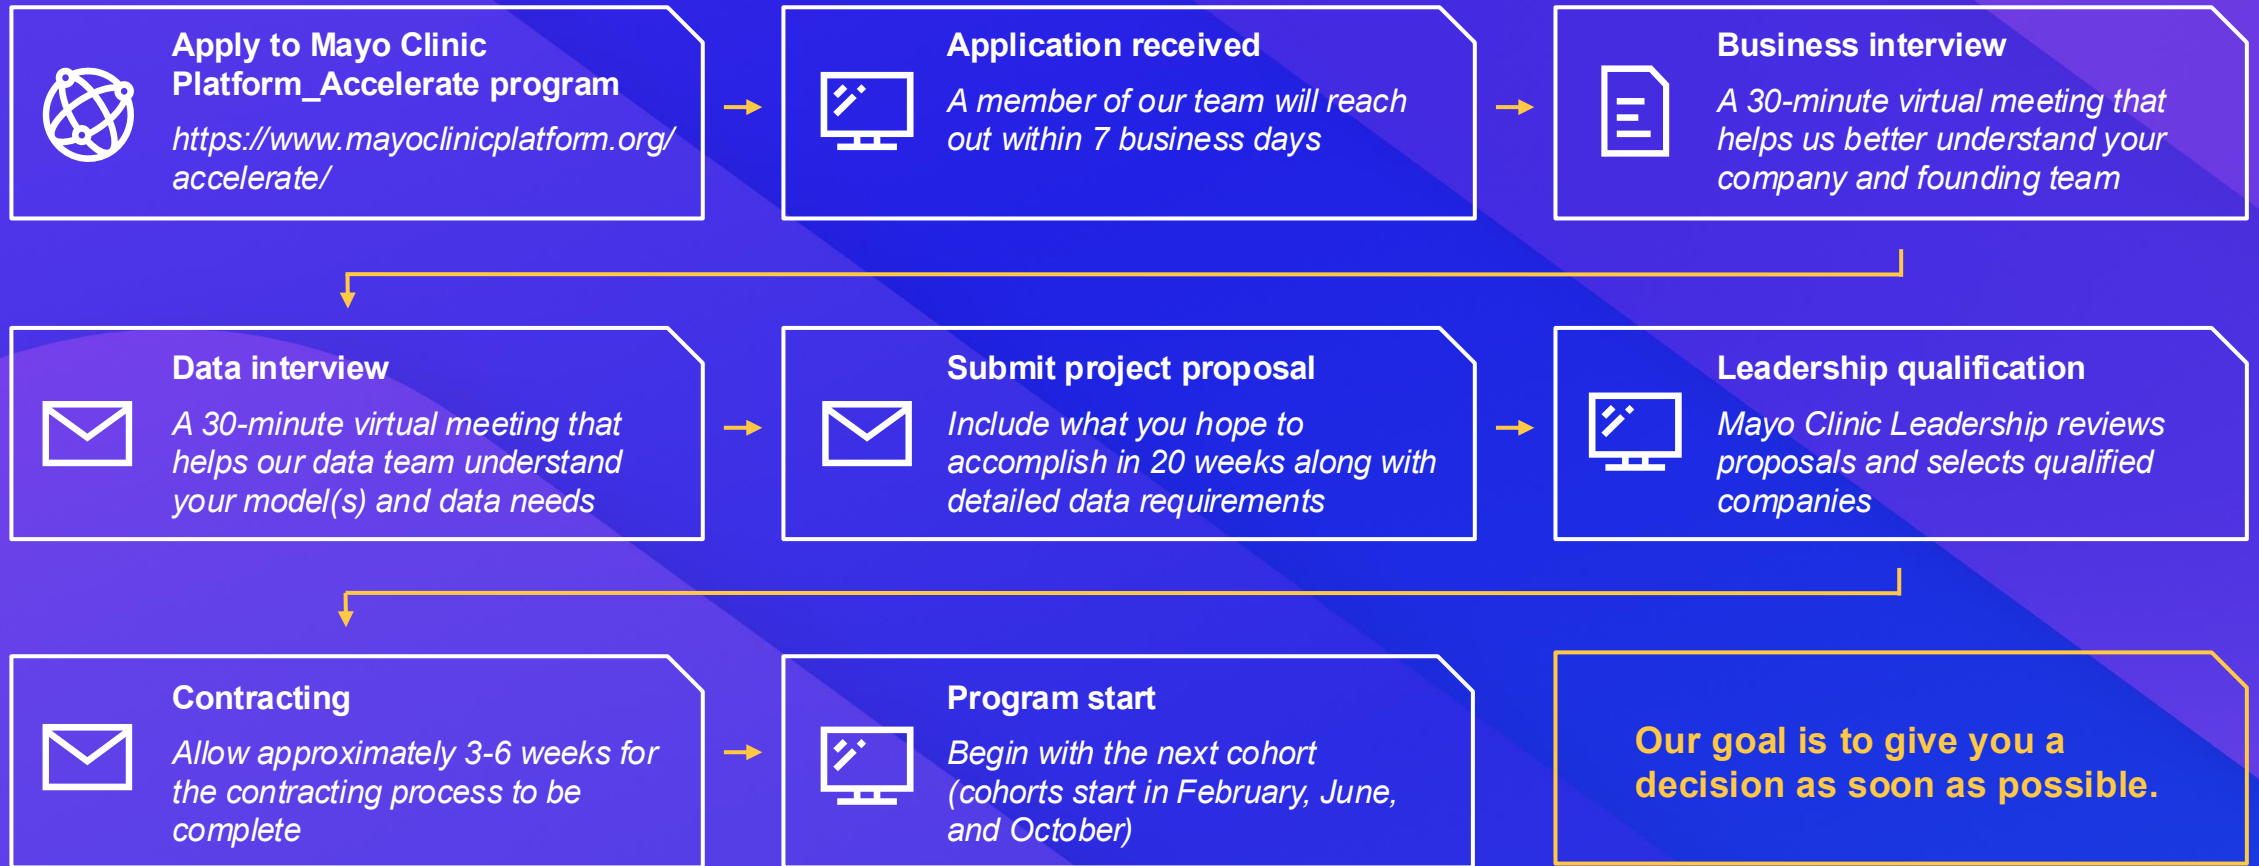 Apply to Mayo Clinic
Platform_Accelerate program
https://www.mayoclinicplatform.org/
accelerate/
Application received
A member of our team will reach
out within 7 business days
Business interview
A 30-minute virtual meeting that
helps us better understand your
company and founding team
Data interview
A 30-minute virtual meeting that
helps our data team understand
your model(s) and data needs
Submit project proposal
Include what you hope to
accomplish in 20 weeks along with
detailed data requirements
Leadership qualification
Mayo Clinic Leadership reviews
proposals and selects qualified
companies
Contracting
Allow approximately 3-6 weeks for
the contracting process to be
complete
Program start
Begin with the next cohort
(cohorts start in February, June,
and October)
Our goal is to give you a
decision as soon as possible.